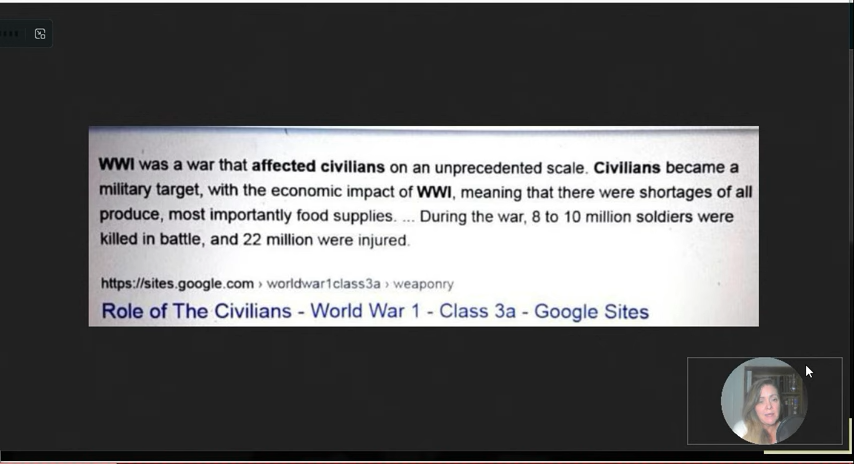 WWI was a war that affected civilians on an unprecedented scale. Civilians became a
military target, with the economic impact of WWI, meaning that there were shortages of all
produce, most importantly food supplies. ... During the war, 8 to 10 million soldiers were
killed in battle, and 22 million were injured.
https://sites.google.com › worldwar1class3a › weaponry
Role of The Civilians - World War 1 - Class 3a - Google Sites